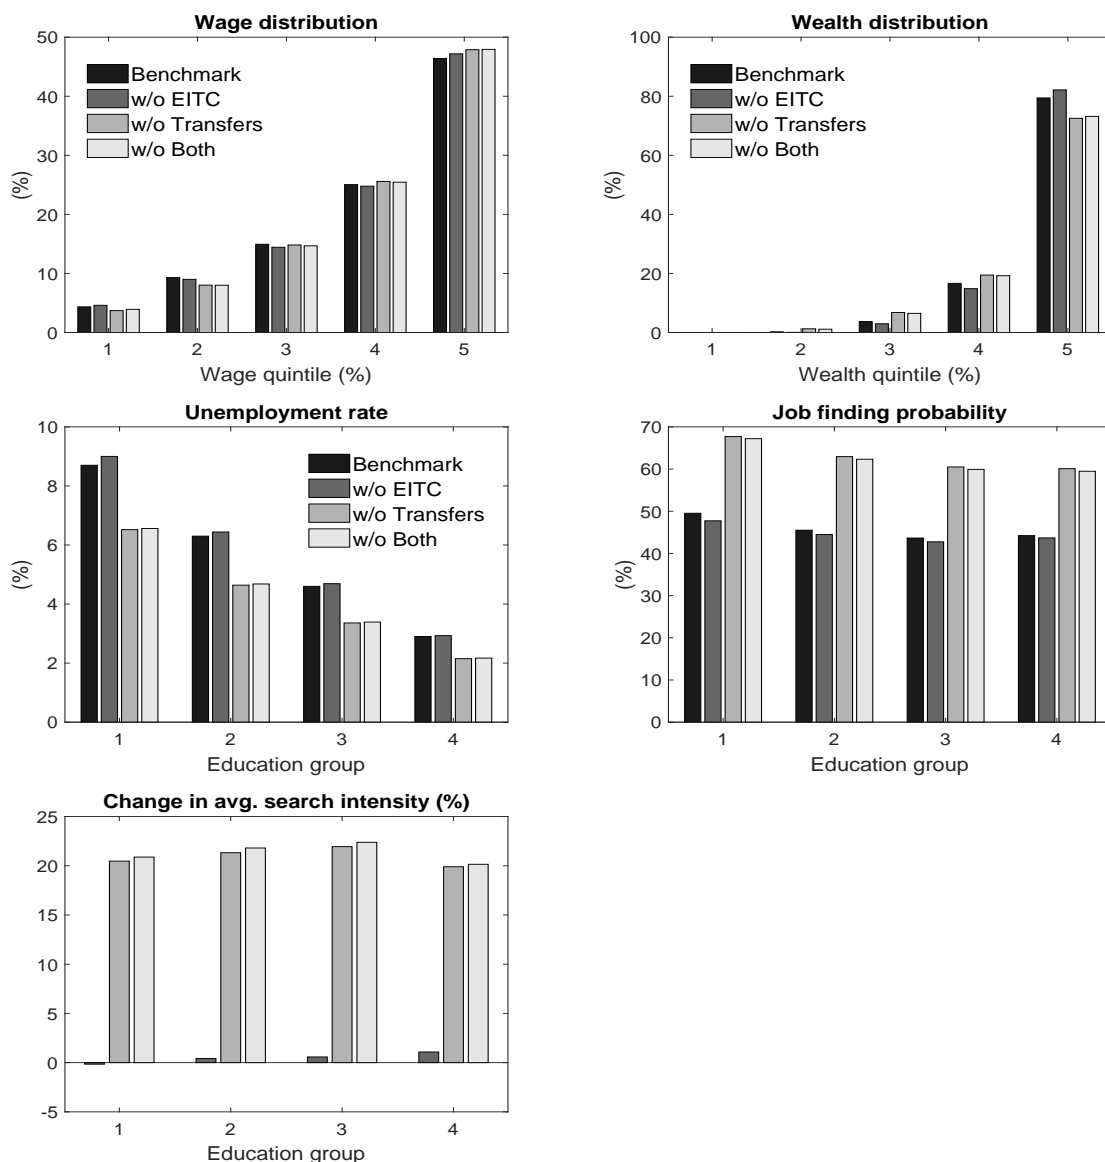 Wage distribution
50
40
30
20
10
0
(%)
Benchmark
w/o EITC
w/o Transfers
w/o Both
1 2 3 4 5
Wage quintile (%)
Wealth distribution
100
80
60
40
20
0
(%)
Benchmark
w/o EITC
w/o Transfers
w/o Both
1 2 3 4 5
Wealth quintile (%)
Unemployment rate
10
8
6
4
2
0
(%)
Benchmark
w/o EITC
w/o Transfers
w/o Both
1 2 3 4
Education group
Job finding probability
70
60
50
40
30
20
10
0
(%)
1 2 3 4
Education group
Change in avg. search intensity (%)
25
20
15
10
5
0
-5
1 2 3 4
Education group